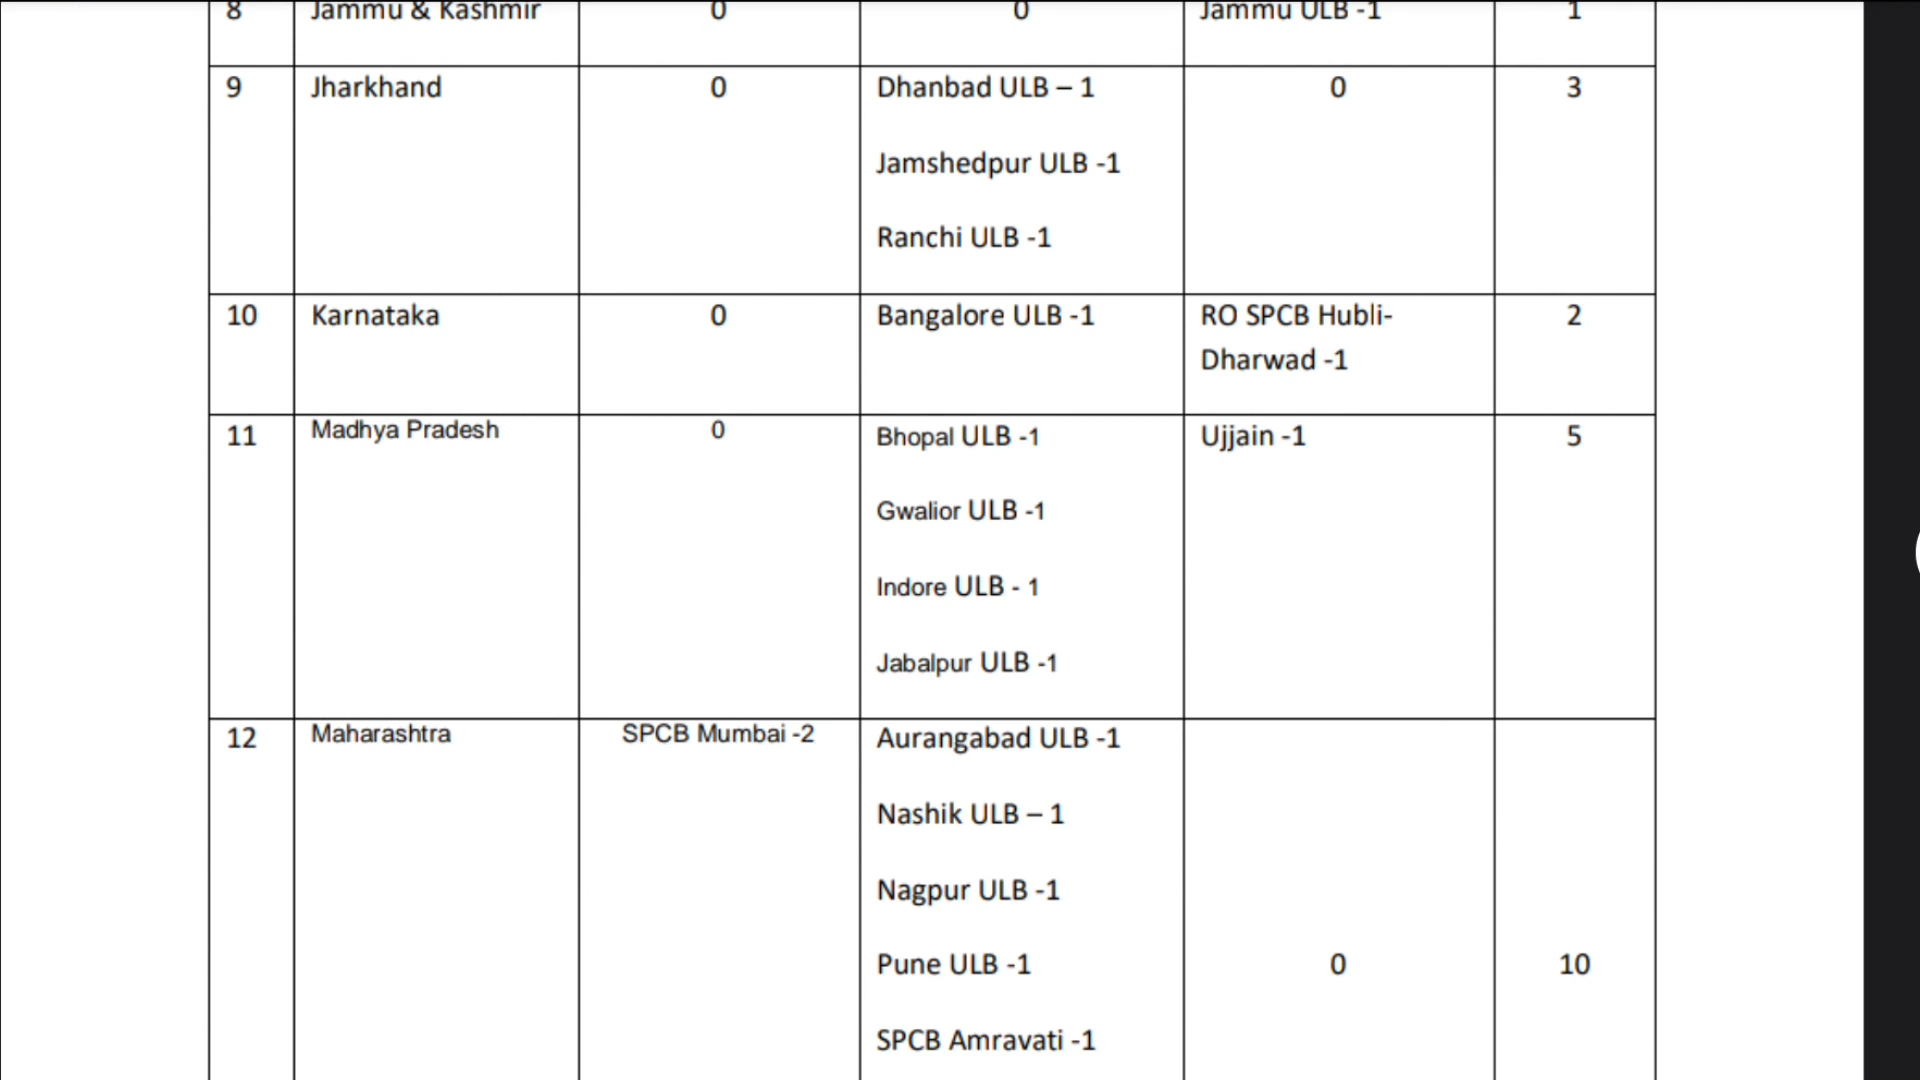 8 Jammu & Kashmir 0 0 Jammu ULB -1 1
9 Jharkhand 0 Dhanbad ULB – 1 0 3
Jamshedpur ULB -1
Ranchi ULB -1
10 Karnataka 0 Bangalore ULB -1 RO SPCB Hubli- 2
Dharwad -1
11 Madhya Pradesh 0 Bhopal ULB -1 Ujjain -1 5
Gwalior ULB -1
Indore ULB - 1
Jabalpur ULB -1
12 Maharashtra SPCB Mumbai -2 Aurangabad ULB -1
Nashik ULB – 1
Nagpur ULB -1
Pune ULB -1 0 10
SPCB Amravati -1